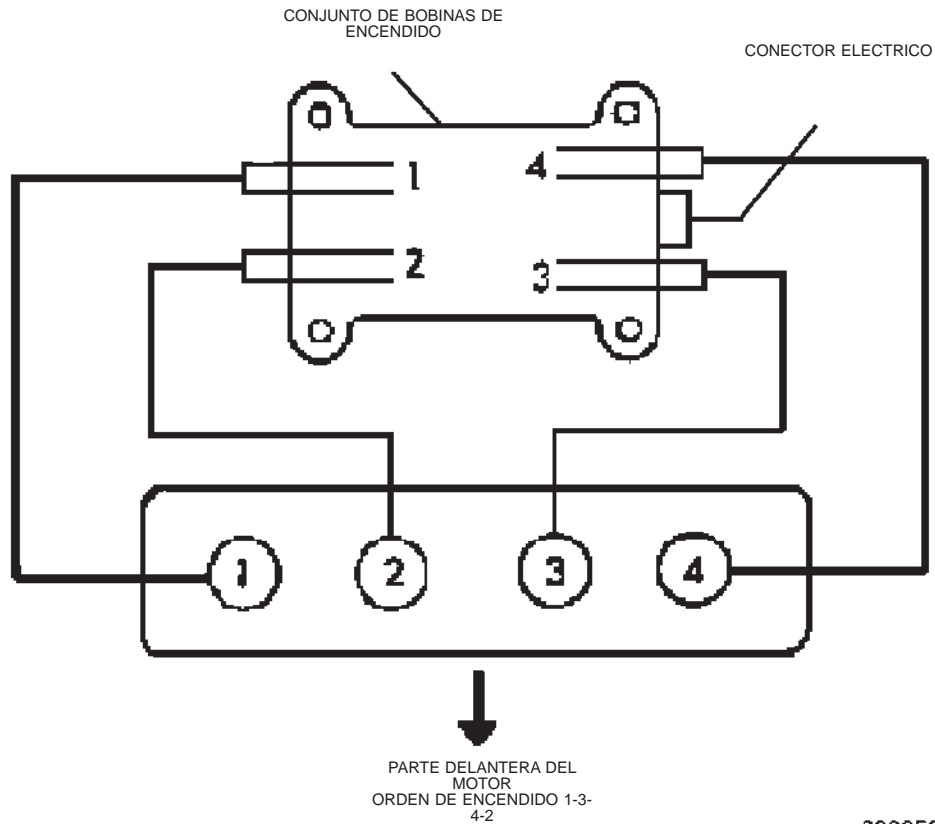 CONJUNTO DE BOBINAS DE
ENCENDIDO
CONECTOR ELECTRICO
1
4
2
3
1
2
3
4
PARTE DELANTERA DEL
MOTOR
ORDEN DE ENCENDIDO 1-3-
4-2